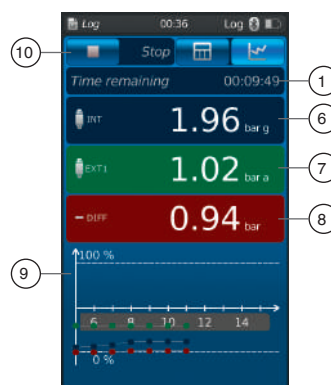 Log 00:36 Log
10 Stop
Time remaining 00:09:49 1
INT 1.96 bar g 6
EXT1 1.02 bar a 7
DIFF 0.94 bar 8
100 %
9
6 8 10 12 14
0 %